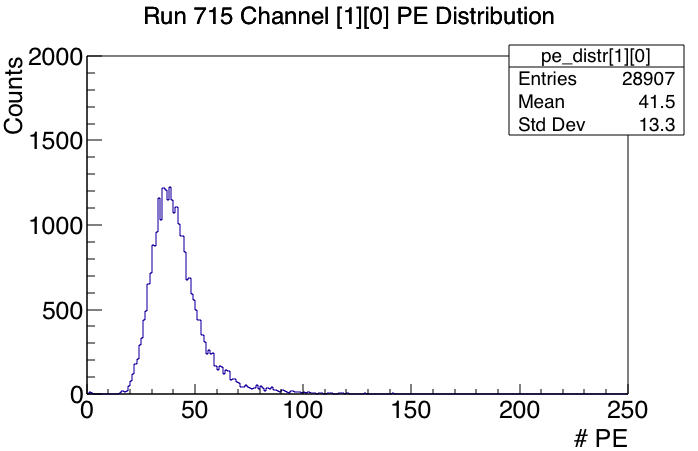 Run 715 Channel [1][0] PE Distribution
pe_distr[1][0]
Entries 28907
Mean 41.5
Std Dev 13.3
Counts
2000
1500
1000
500
0
0 50 100 150 200 250
# PE